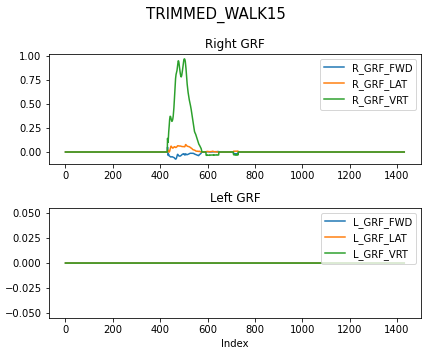 TRIMMED_WALK15
Right GRF
1.00
0.75
0.50
0.25
0.00
R_GRF_FWD
R_GRF_LAT
R_GRF_VRT
0 200 400 600 800 1000 1200 1400
Left GRF
0.050
0.025
0.000
−0.025
−0.050
L_GRF_FWD
L_GRF_LAT
L_GRF_VRT
0 200 400 600 800 1000 1200 1400
Index